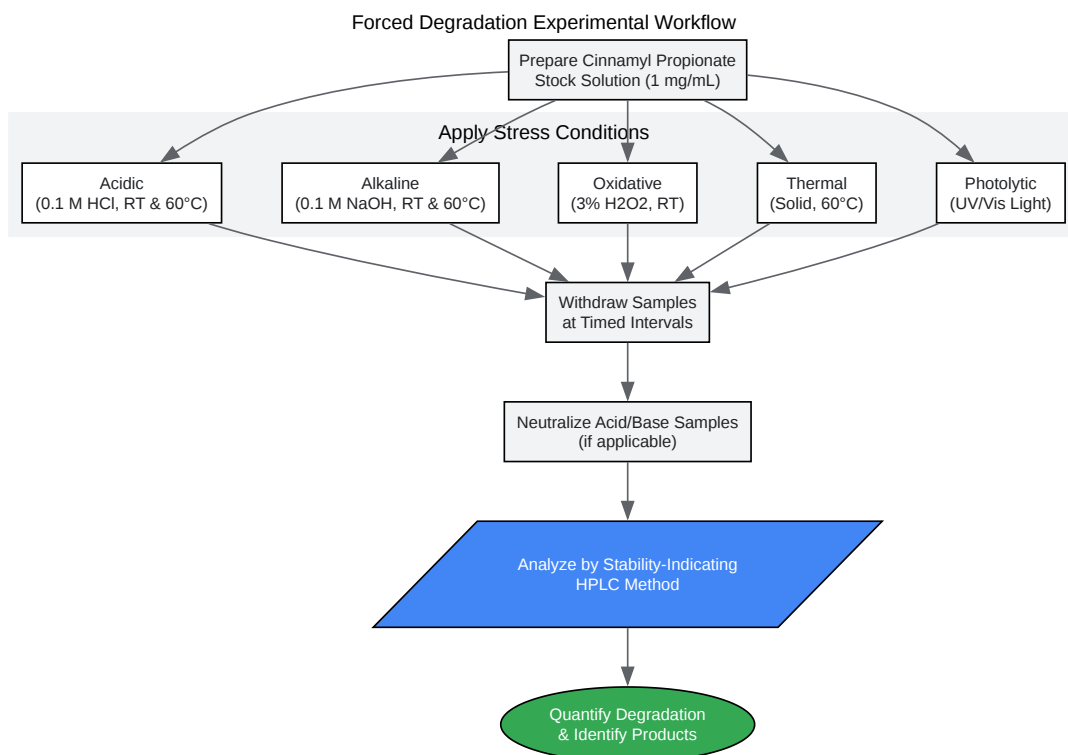 Forced Degradation Experimental Workflow
Prepare Cinnamyl Propionate
Stock Solution (1 mg/mL)
Apply Stress Conditions
Acidic
(0.1 M HCl, RT & 60°C)
Alkaline
(0.1 M NaOH, RT & 60°C)
Oxidative
(3% H2O2, RT)
Thermal
(Solid, 60°C)
Photolytic
(UV/Vis Light)
Withdraw Samples
at Timed Intervals
Neutralize Acid/Base Samples
(if applicable)
Analyze by Stability-Indicating
HPLC Method
Quantify Degradation
& Identify Products